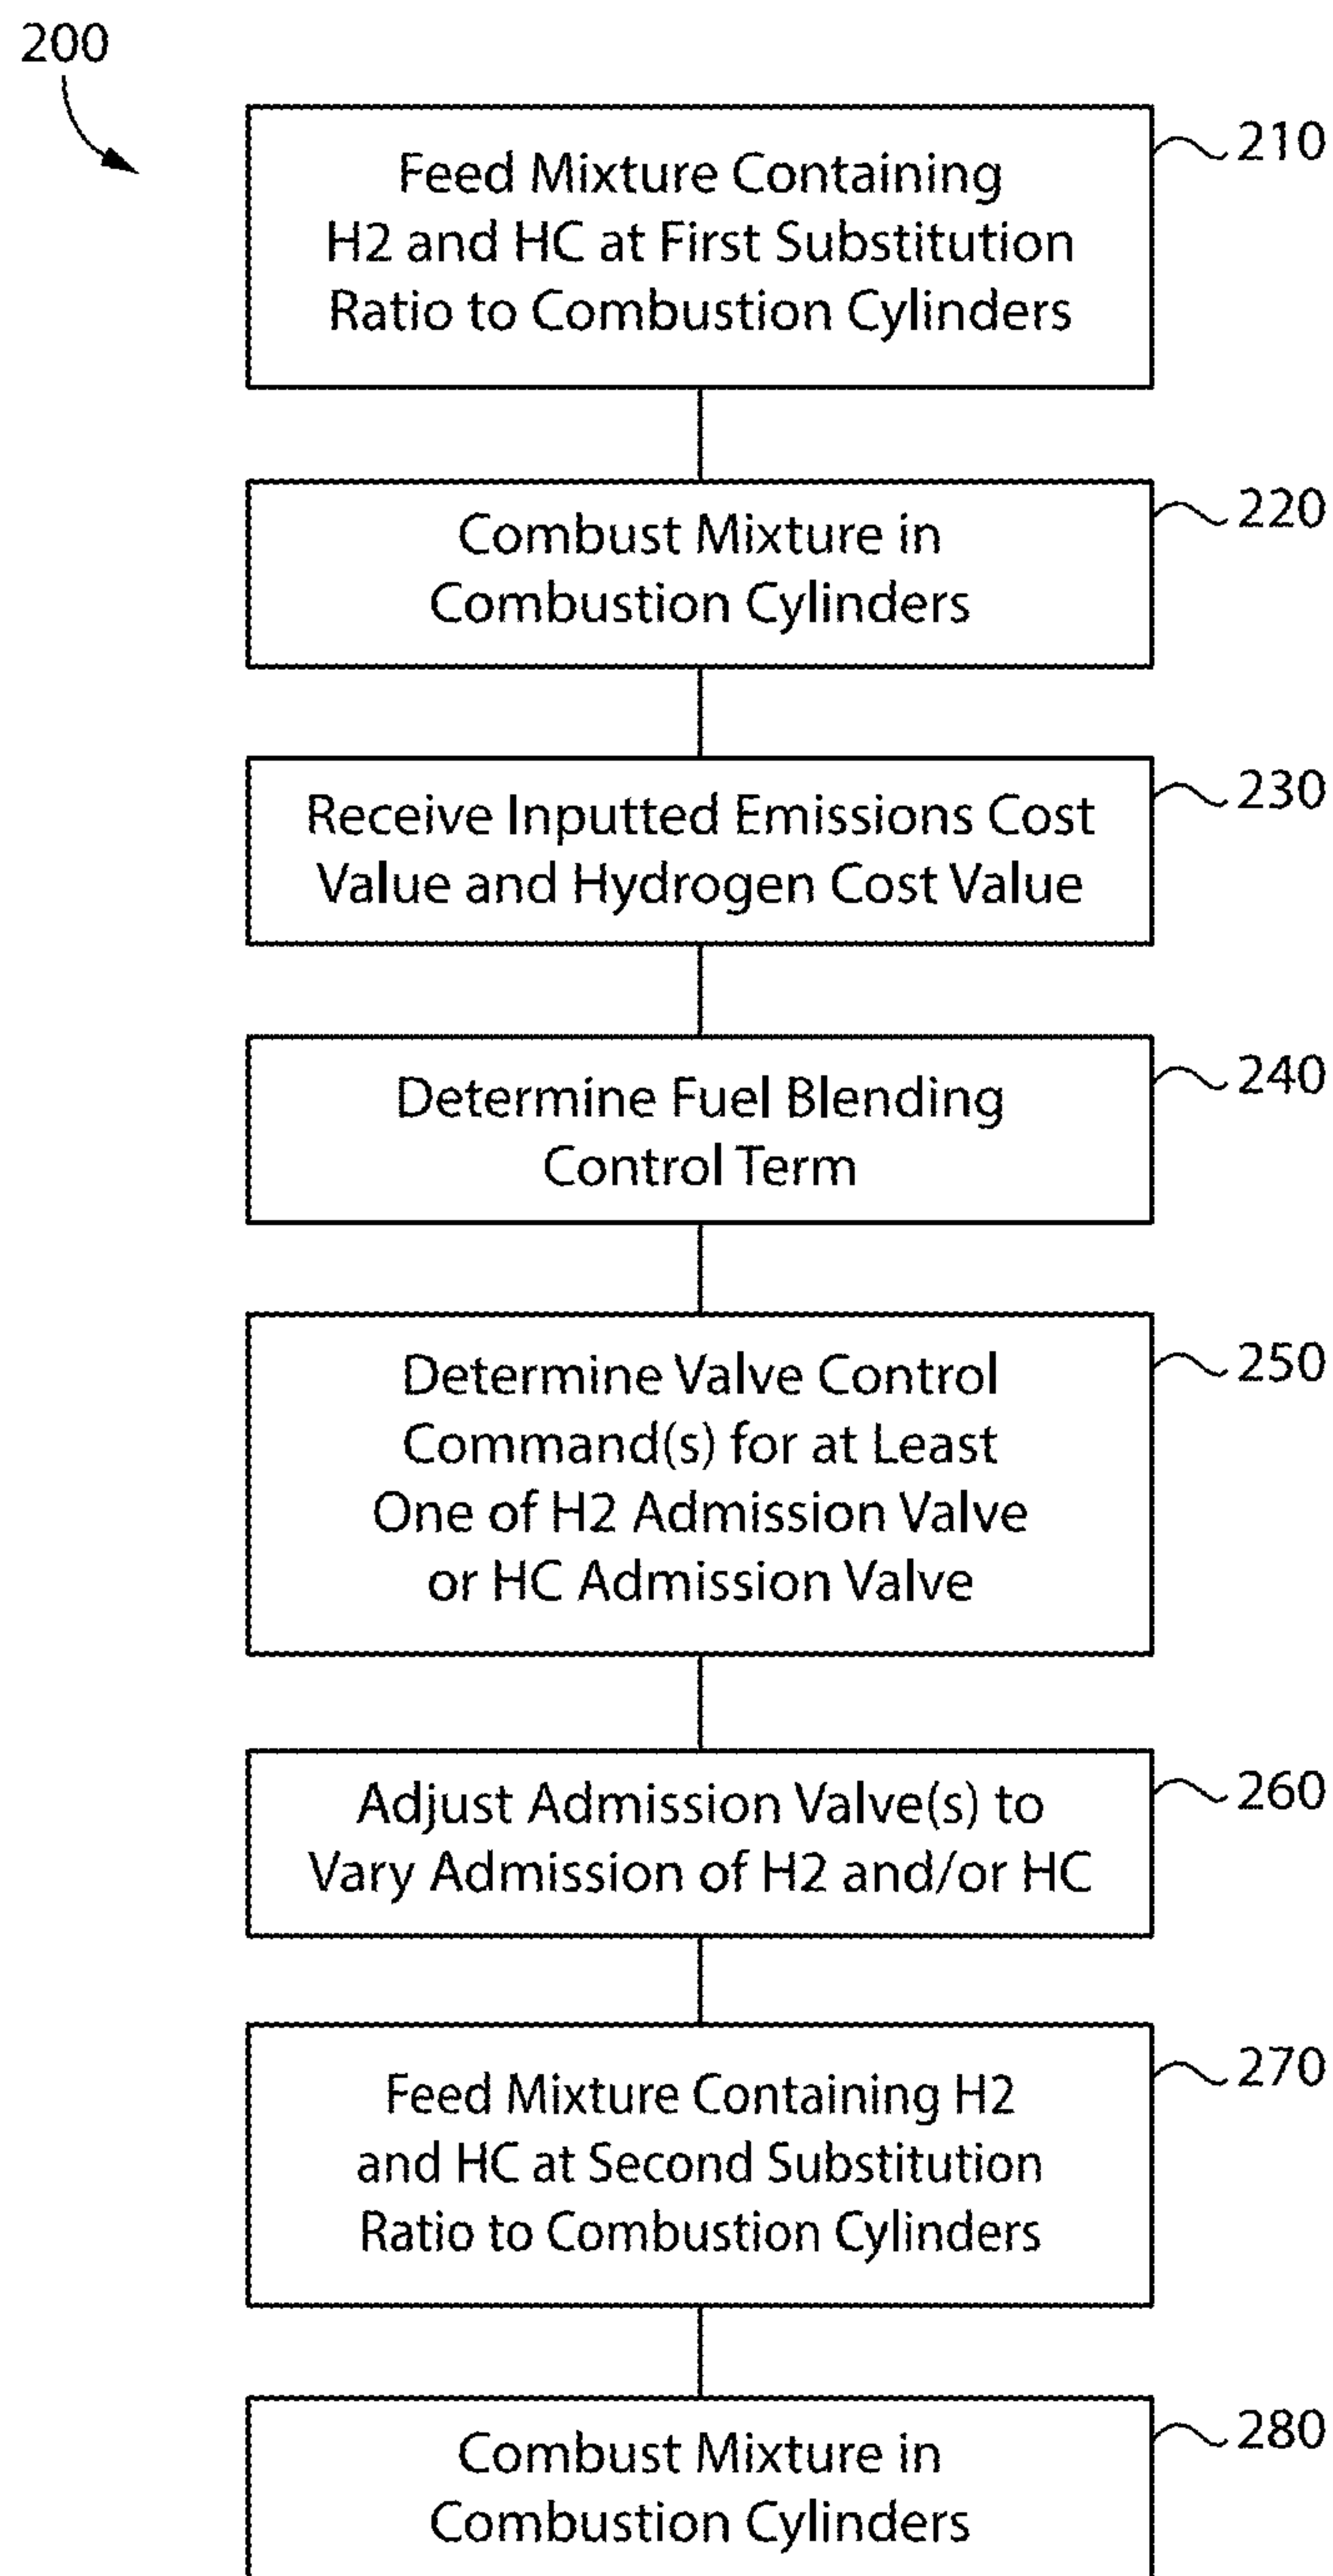 200
210
Feed Mixture Containing
H2 and HC at First Substitution
Ratio to Combustion Cylinders
220
Combust Mixture in
Combustion Cylinders
230
Receive Inputted Emissions Cost
Value and Hydrogen Cost Value
240
Determine Fuel Blending
Control Term
250
Determine Valve Control
Command(s) for at Least
One of H2 Admission Valve
or HC Admission Valve
260
Adjust Admission Valve(s) to
Vary Admission of H2 and/or HC
270
Feed Mixture Containing H2
and HC at Second Substitution
Ratio to Combustion Cylinders
280
Combust Mixture in
Combustion Cylinders